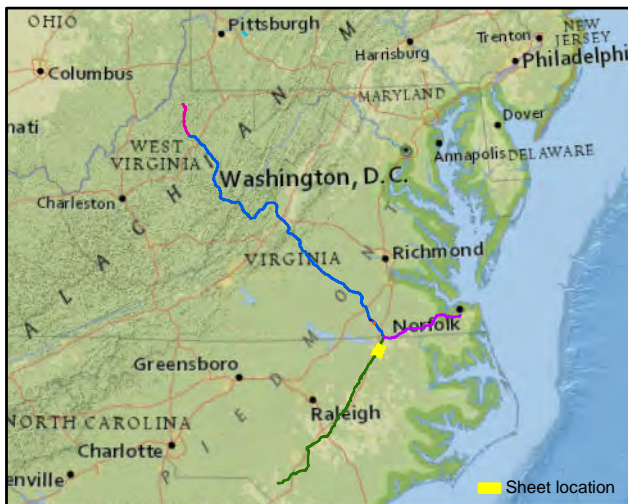 OHIO
Pittsburgh
NEW
JERSEY
Trenton
Harrisburg
Philadelphi
Columbus
MARYLAND
Dover
nati
WEST
VIRGINIA
Annapolis
DELAWARE
Washington, D.C.
Charleston
Richmond
VIRGINIA
Norfolk
Greensboro
Raleigh
NORTH CAROLINA
Charlotte
enville
A L A C H I A N M
P I E D M O N T
Sheet location